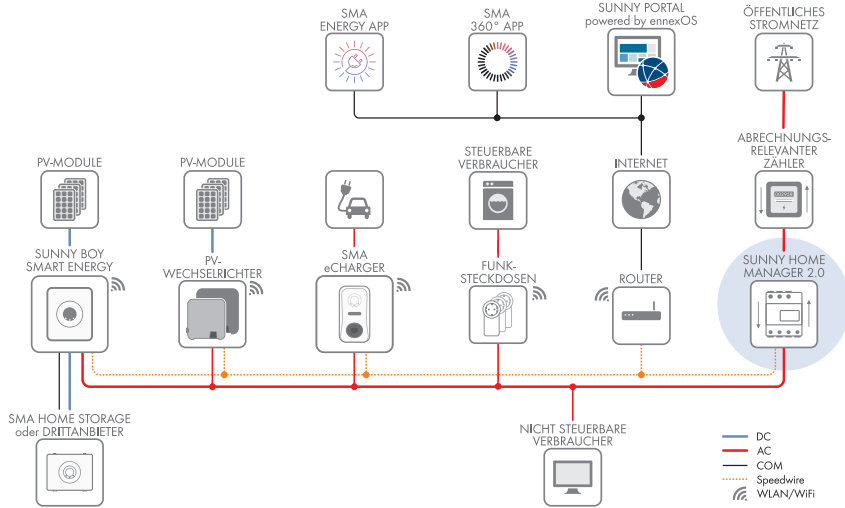 SMA
ENERGY APP
SMA
360° APP
SUNNY PORTAL
powered by ennexOS
ÖFFENTLICHES
STROMNETZ
PV-MODULE
PV-MODULE
STEUERBARE
VERBRAUCHER
INTERNET
ABRECHNUNGS-
RELEVANTER
ZÄHLER
SUNNY BOY
SMART ENERGY
PV-
WECHSELRICHTER
SMA
eCHARGER
FUNK-
STECKDOSEN
ROUTER
SUNNY HOME
MANAGER 2.0
SMA HOME STORAGE
oder DRITTANBIETER
NICHT STEUERBARE
VERBRAUCHER
DC
AC
COM
Speedwire
WLAN/WiFi